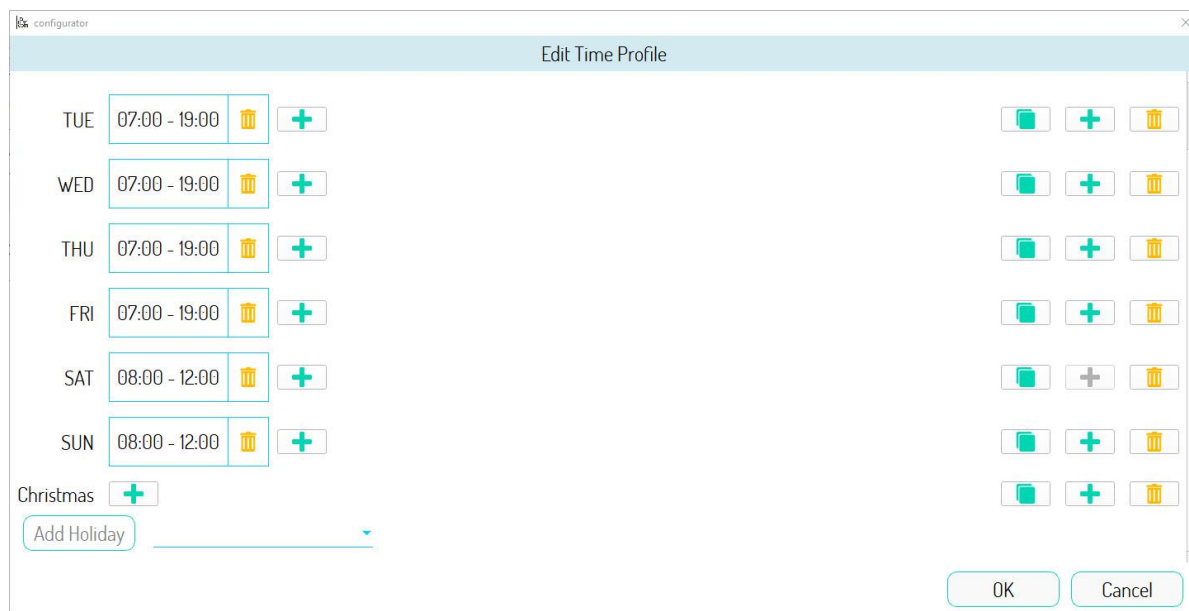 configurator
Edit Time Profile
TUE 07:00 - 19:00
WED 07:00 - 19:00
THU 07:00 - 19:00
FRI 07:00 - 19:00
SAT 08:00 - 12:00
SUN 08:00 - 12:00
Christmas
Add Holiday
OK Cancel